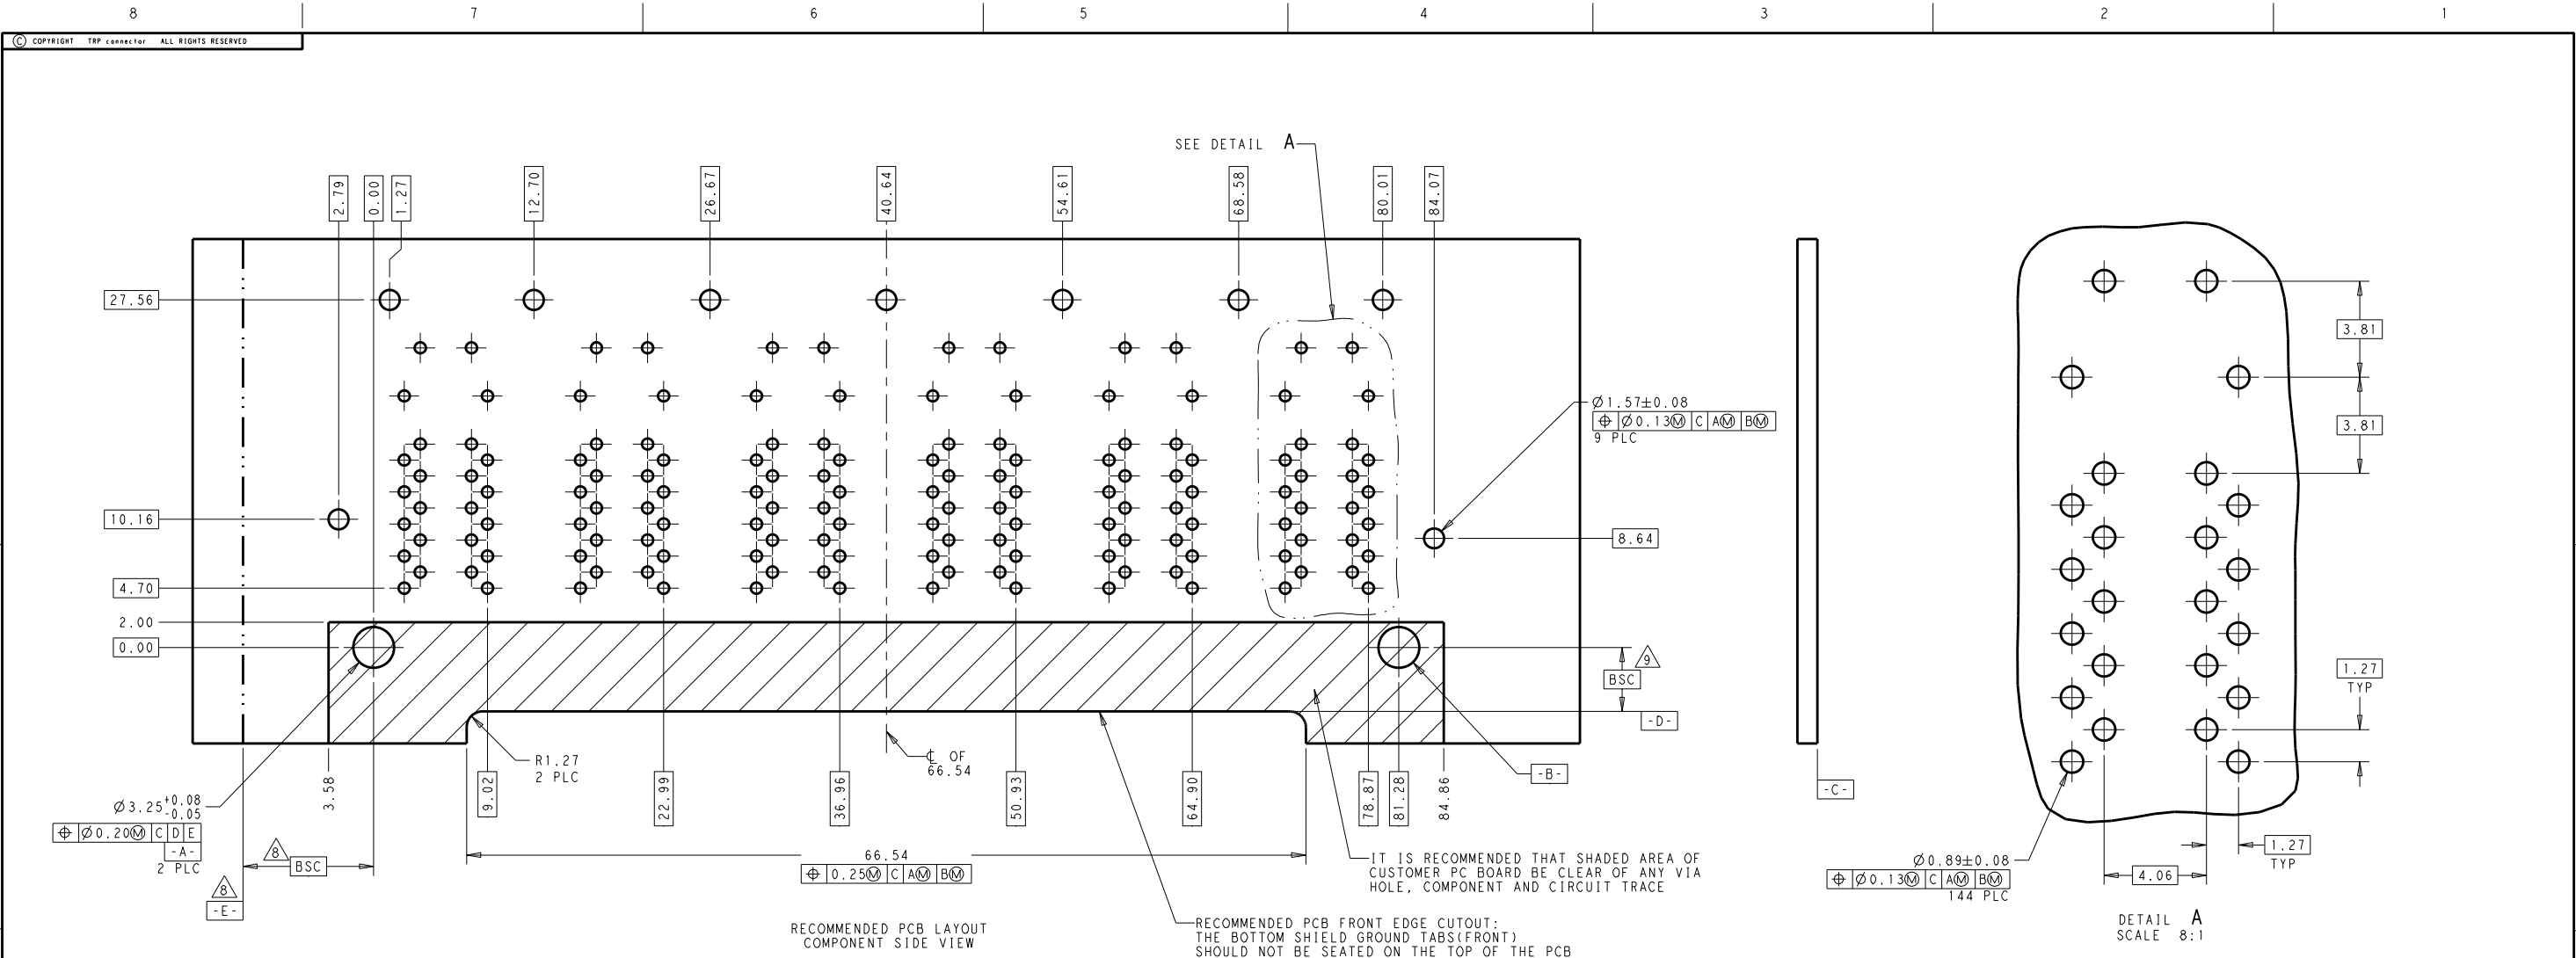 8 7 6 5 4 3 2 1
© COPYRIGHT TRP connector ALL RIGHTS RESERVED
SEE DETAIL A
2.79 0.00 1.27 12.70 26.67 40.64 54.61 68.58 80.01 84.07
27.56
10.16
4.70
2.00
0.00
Ø1.57±0.08
⌖ Ø0.13Ⓜ C AⓂ BⓂ
9 PLC
8.64
9
BSC
-D-
R1.27
2 PLC
℄ OF
66.54
-B-
3.58 9.02 22.99 36.96 50.93 64.90 78.87 81.28 84.86
Ø3.25 +0.08
-0.05
⌖ Ø0.20Ⓜ C D E
-A-
2 PLC
8
BSC
8
-E-
66.54
⌖ 0.25Ⓜ C AⓂ BⓂ
IT IS RECOMMENDED THAT SHADED AREA OF
CUSTOMER PC BOARD BE CLEAR OF ANY VIA
HOLE, COMPONENT AND CIRCUIT TRACE
RECOMMENDED PCB LAYOUT
COMPONENT SIDE VIEW
RECOMMENDED PCB FRONT EDGE CUTOUT:
THE BOTTOM SHIELD GROUND TABS(FRONT)
SHOULD NOT BE SEATED ON THE TOP OF THE PCB
-C-
3.81
3.81
1.27
TYP
1.27
TYP
4.06
Ø0.89±0.08
⌖ Ø0.13Ⓜ C AⓂ BⓂ
144 PLC
DETAIL A
SCALE 8:1